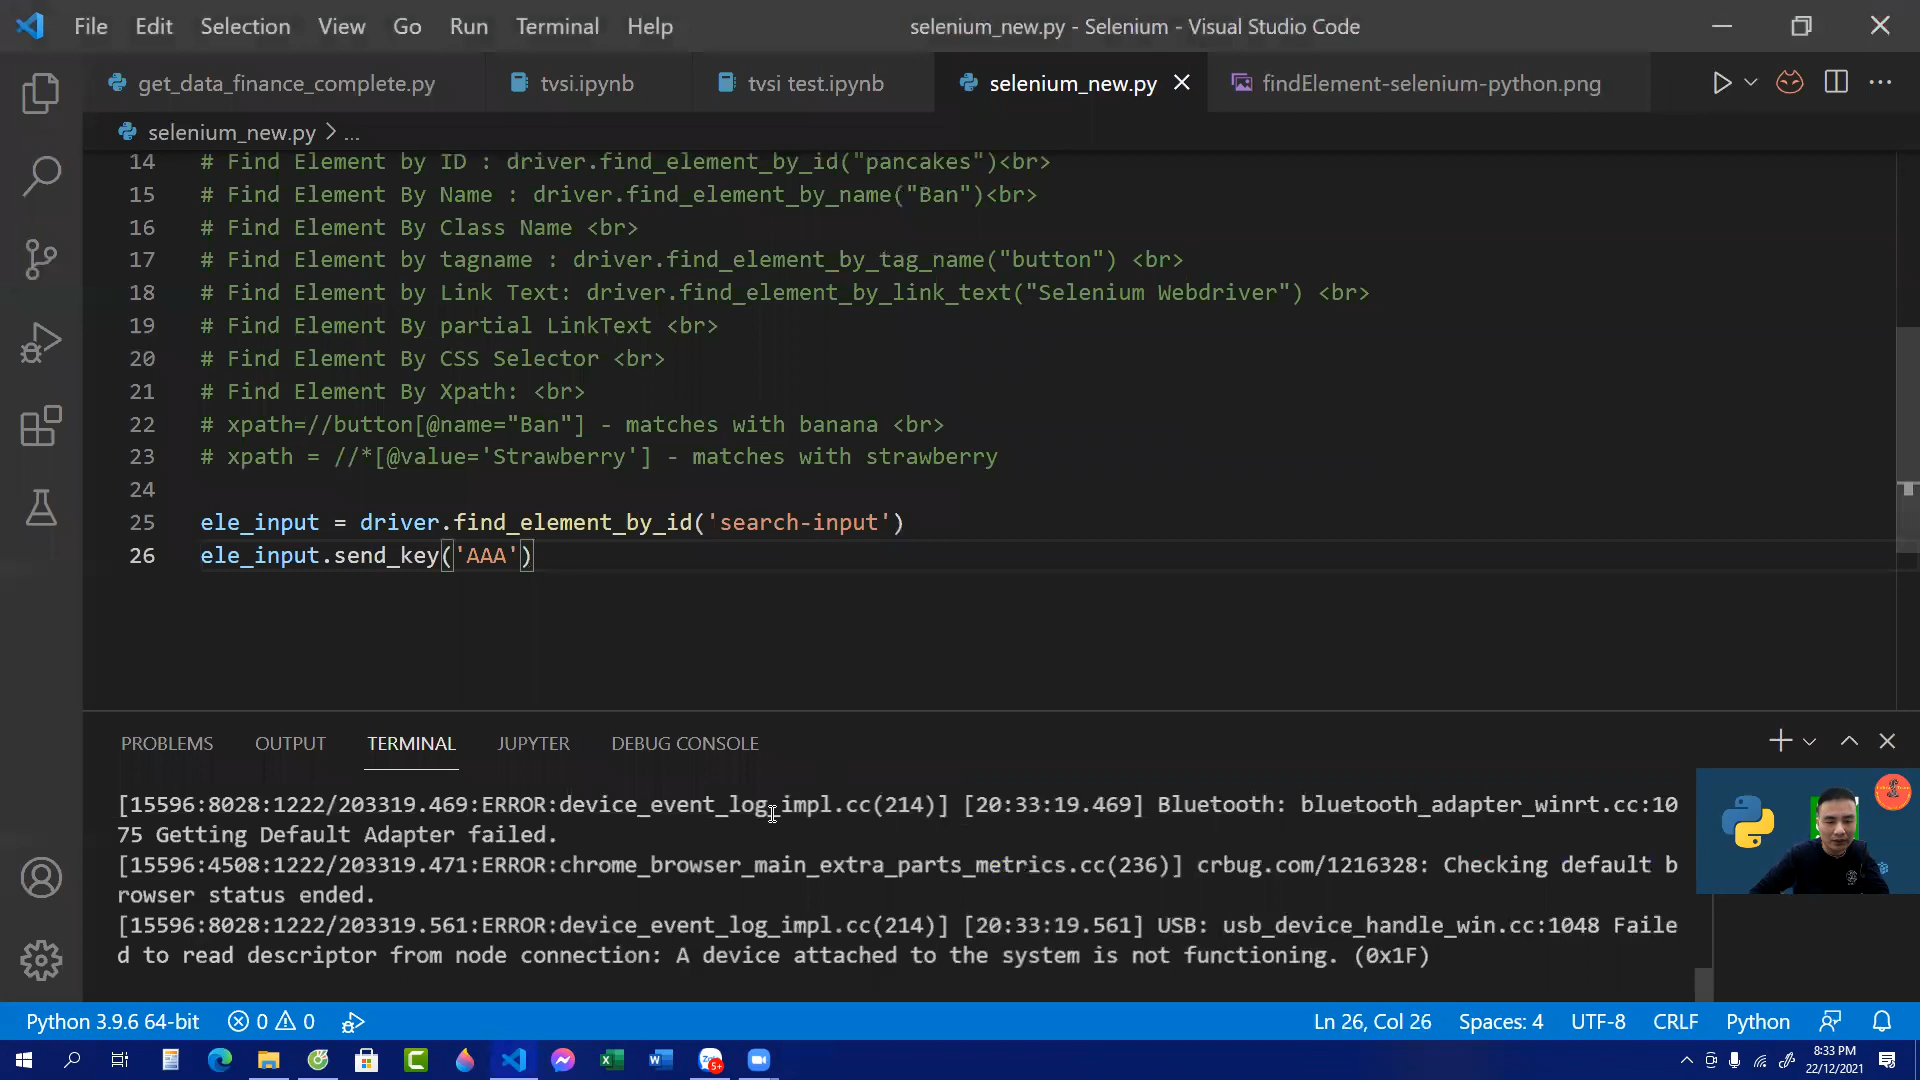 File Edit Selection View Go Run Terminal Help selenium_new.py - Selenium - Visual Studio Code
get_data_finance_complete.py tvsi.ipynb tvsi test.ipynb selenium_new.py findElement-selenium-python.png
selenium_new.py > ...
14 # Find Element by ID : driver.find_element_by_id("pancakes")<br>
15 # Find Element By Name : driver.find_element_by_name("Ban")<br>
16 # Find Element By Class Name <br>
17 # Find Element by tagname : driver.find_element_by_tag_name("button") <br>
18 # Find Element by Link Text: driver.find_element_by_link_text("Selenium Webdriver") <br>
19 # Find Element By partial LinkText <br>
20 # Find Element By CSS Selector <br>
21 # Find Element By Xpath: <br>
22 # xpath=//button[@name="Ban"] - matches with banana <br>
23 # xpath = //*[@value='Strawberry'] - matches with strawberry
24
25 ele_input = driver.find_element_by_id('search-input')
26 ele_input.send_key('AAA')
PROBLEMS OUTPUT TERMINAL JUPYTER DEBUG CONSOLE
[15596:8028:1222/203319.469:ERROR:device_event_log_impl.cc(214)] [20:33:19.469] Bluetooth: bluetooth_adapter_winrt.cc:10
75 Getting Default Adapter failed.
[15596:4508:1222/203319.471:ERROR:chrome_browser_main_extra_parts_metrics.cc(236)] crbug.com/1216328: Checking default b
rowser status ended.
[15596:8028:1222/203319.561:ERROR:device_event_log_impl.cc(214)] [20:33:19.561] USB: usb_device_handle_win.cc:1048 Faile
d to read descriptor from node connection: A device attached to the system is not functioning. (0x1F)
Python 3.9.6 64-bit 0 0 Ln 26, Col 26 Spaces: 4 UTF-8 CRLF Python
8:33 PM
22/12/2021